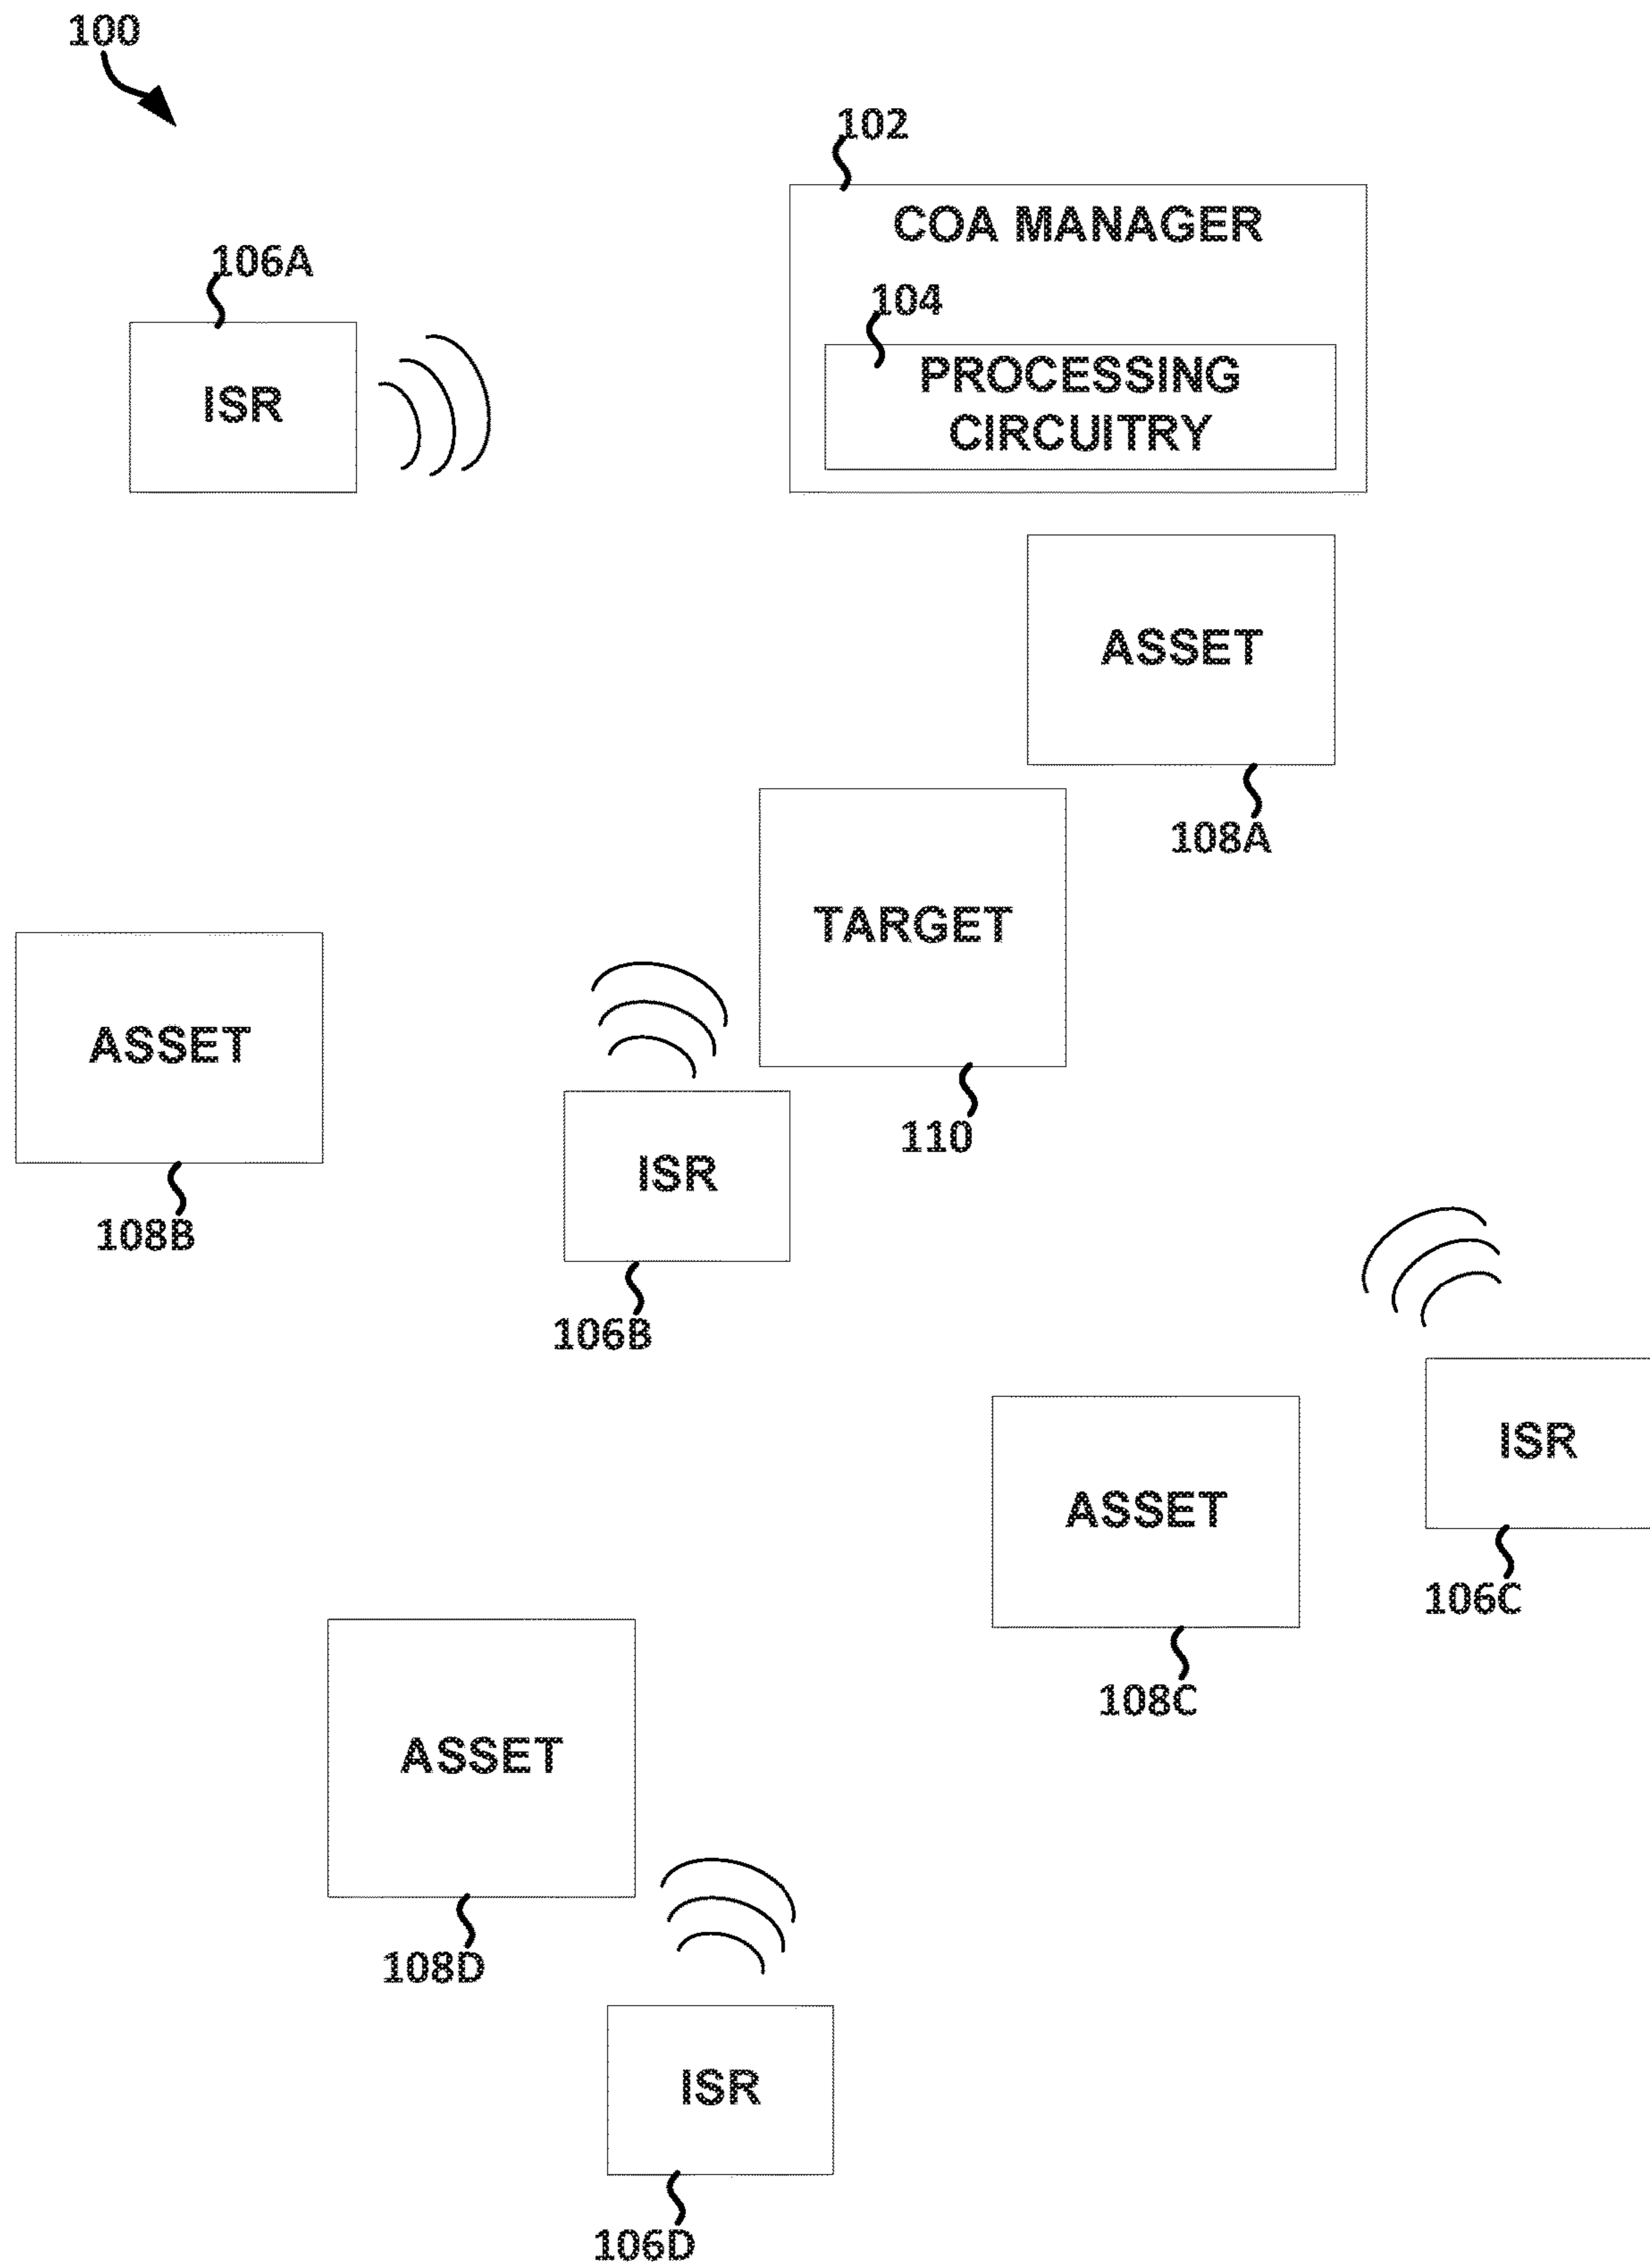 100
102
COA MANAGER
106A
104
ISR
PROCESSING
CIRCUITRY
ASSET
108A
TARGET
ASSET
110
ISR
108B
106B
ISR
ASSET
106C
108C
ASSET
108D
ISR
106D